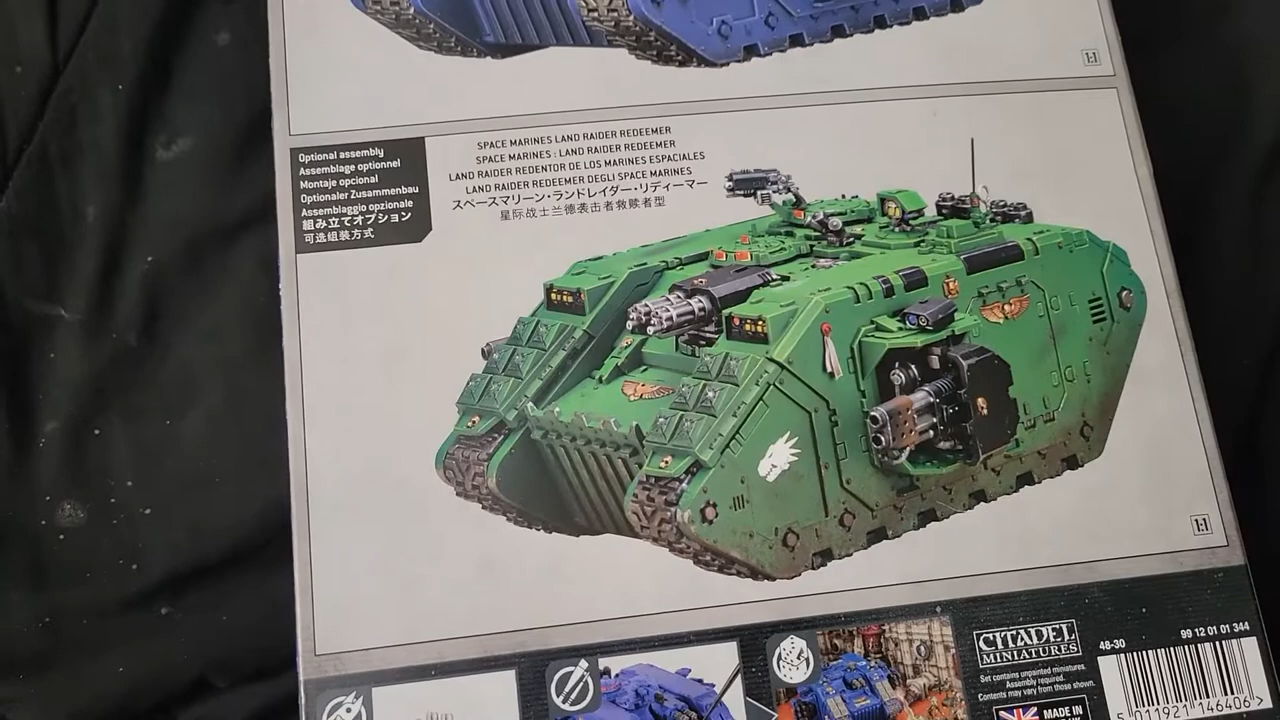 1:1
Optional assembly
Assemblage optionnel
Montaje opcional
Optionaler Zusammenbau
Assemblaggio opzionale
組み立てオプション
可选组装方式
SPACE MARINES LAND RAIDER REDEEMER
SPACE MARINES : LAND RAIDER REDEEMER
LAND RAIDER REDENTOR DE LOS MARINES ESPACIALES
LAND RAIDER REDEEMER DEGLI SPACE MARINES
スペースマリーン・ランドレイダー・リディーマー
星际战士兰德袭击者救赎者型
1:1
CITADEL
MINIATURES
Set contains unpainted miniatures.
Assembly required.
Contents may vary from those shown.
MADE IN
48-30
99 12 01 01 344
5 011921 146406 >